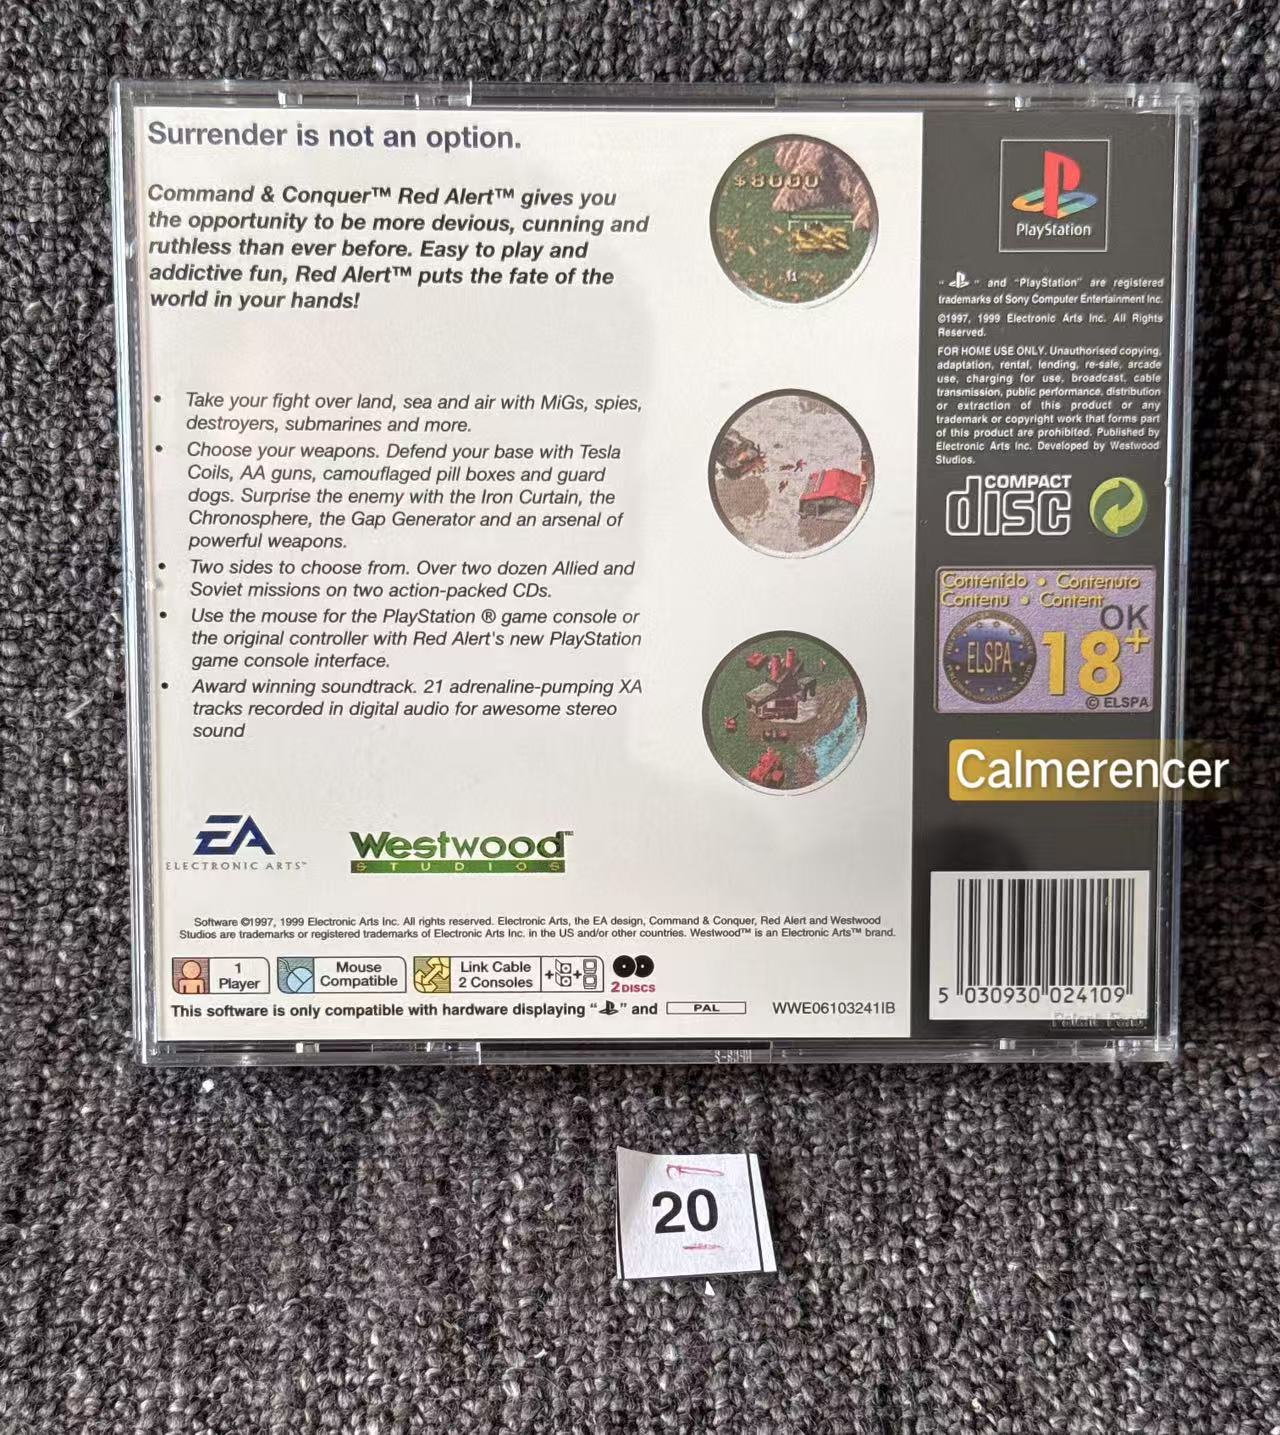 Surrender is not an option.
Command & Conquer™ Red Alert™ gives you
the opportunity to be more devious, cunning and
ruthless than ever before. Easy to play and
addictive fun, Red Alert™ puts the fate of the
world in your hands!
• Take your fight over land, sea and air with MiGs, spies,
destroyers, submarines and more.
• Choose your weapons. Defend your base with Tesla
Coils, AA guns, camouflaged pill boxes and guard
dogs. Surprise the enemy with the Iron Curtain, the
Chronosphere, the Gap Generator and an arsenal of
powerful weapons.
• Two sides to choose from. Over two dozen Allied and
Soviet missions on two action-packed CDs.
• Use the mouse for the PlayStation ® game console or
the original controller with Red Alert's new PlayStation
game console interface.
• Award winning soundtrack. 21 adrenaline-pumping XA
tracks recorded in digital audio for awesome stereo
sound
$8000
EA
ELECTRONIC ARTS™
Westwood™
STUDIOS
Software ©1997, 1999 Electronic Arts Inc. All rights reserved. Electronic Arts, the EA design, Command & Conquer, Red Alert and Westwood
Studios are trademarks or registered trademarks of Electronic Arts Inc. in the US and/or other countries. Westwood™ is an Electronic Arts™ brand.
1
Player
Mouse
Compatible
Link Cable
2 Consoles
2 DISCS
This software is only compatible with hardware displaying " " and PAL
WWE06103241IB
PlayStation
" " and "PlayStation" are registered
trademarks of Sony Computer Entertainment Inc.
©1997, 1999 Electronic Arts Inc. All Rights
Reserved.
FOR HOME USE ONLY. Unauthorised copying,
adaptation, rental, lending, re-sale, arcade
use, charging for use, broadcast, cable
transmission, public performance, distribution
or extraction of this product or any
trademark or copyright work that forms part
of this product are prohibited. Published by
Electronic Arts Inc. Developed by Westwood
Studios.
COMPACT
disc
Contenido • Contenuto
Contenu • Content
OK
ELSPA
18+
© ELSPA
Calmerencer
5 030930 024109
20